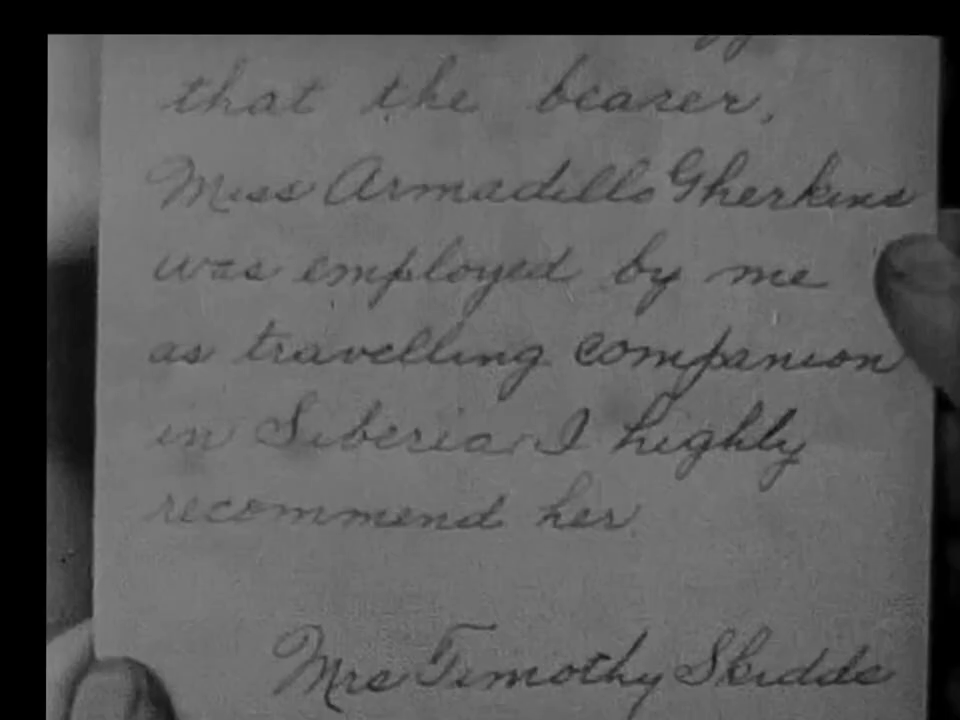 that the bearer,
Miss Armadillo Gherkins
was employed by me
as travelling companion
in Siberia. I highly
recommend her
Mrs Timothy Skidds